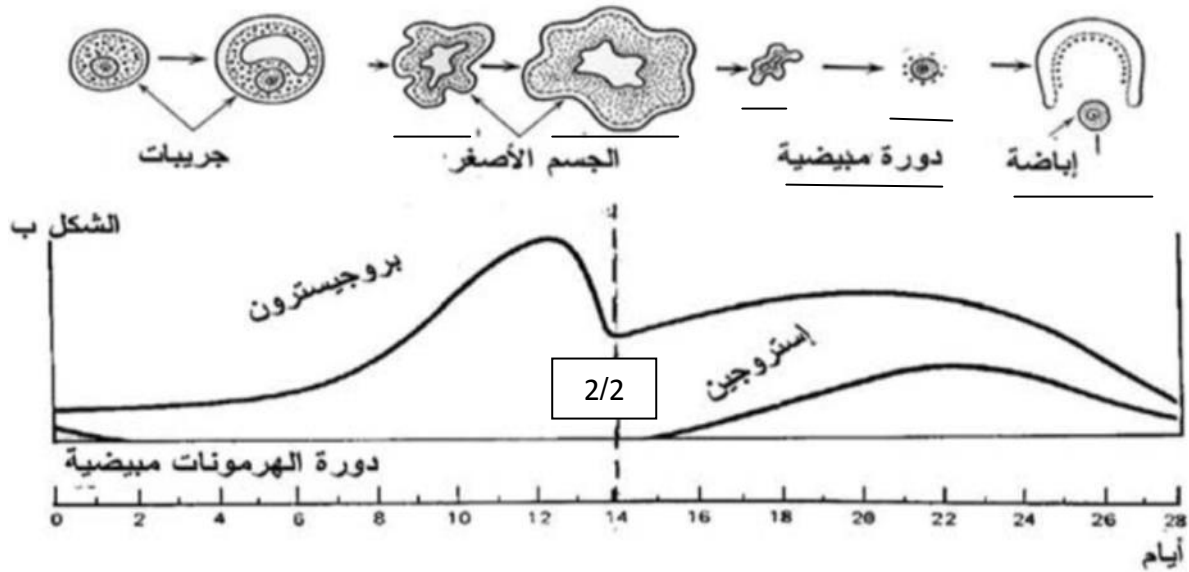 إباضة
دورة مبيضية
الجسم الأصغر
جريبات
الشكل ب
بروجيسترون
إستروجين
2/2
دورة الهرمونات مبيضية
0 2 4 6 8 10 12 14 16 18 20 22 24 26 28
أيام